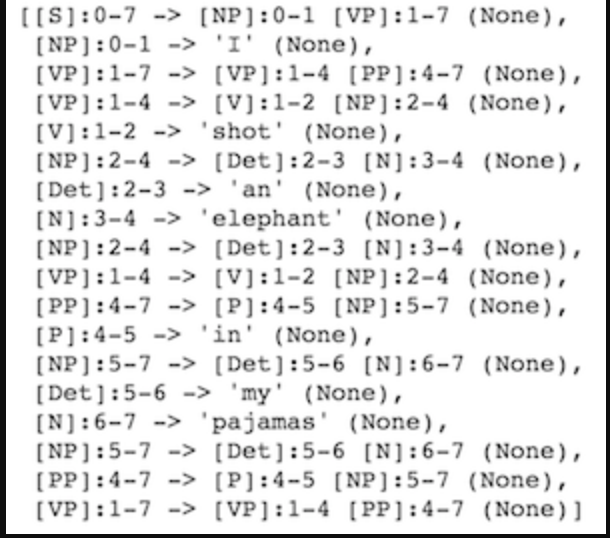 [[S]:0-7 -> [NP]:0-1 [VP]:1-7 (None),
[NP]:0-1 -> 'I' (None),
[VP]:1-7 -> [VP]:1-4 [PP]:4-7 (None),
[VP]:1-4 -> [V]:1-2 [NP]:2-4 (None),
[V]:1-2 -> 'shot' (None),
[NP]:2-4 -> [Det]:2-3 [N]:3-4 (None),
[Det]:2-3 -> 'an' (None),
[N]:3-4 -> 'elephant' (None),
[NP]:2-4 -> [Det]:2-3 [N]:3-4 (None),
[VP]:1-4 -> [V]:1-2 [NP]:2-4 (None),
[PP]:4-7 -> [P]:4-5 [NP]:5-7 (None),
[P]:4-5 -> 'in' (None),
[NP]:5-7 -> [Det]:5-6 [N]:6-7 (None),
[Det]:5-6 -> 'my' (None),
[N]:6-7 -> 'pajamas' (None),
[NP]:5-7 -> [Det]:5-6 [N]:6-7 (None),
[PP]:4-7 -> [P]:4-5 [NP]:5-7 (None),
[VP]:1-7 -> [VP]:1-4 [PP]:4-7 (None)]